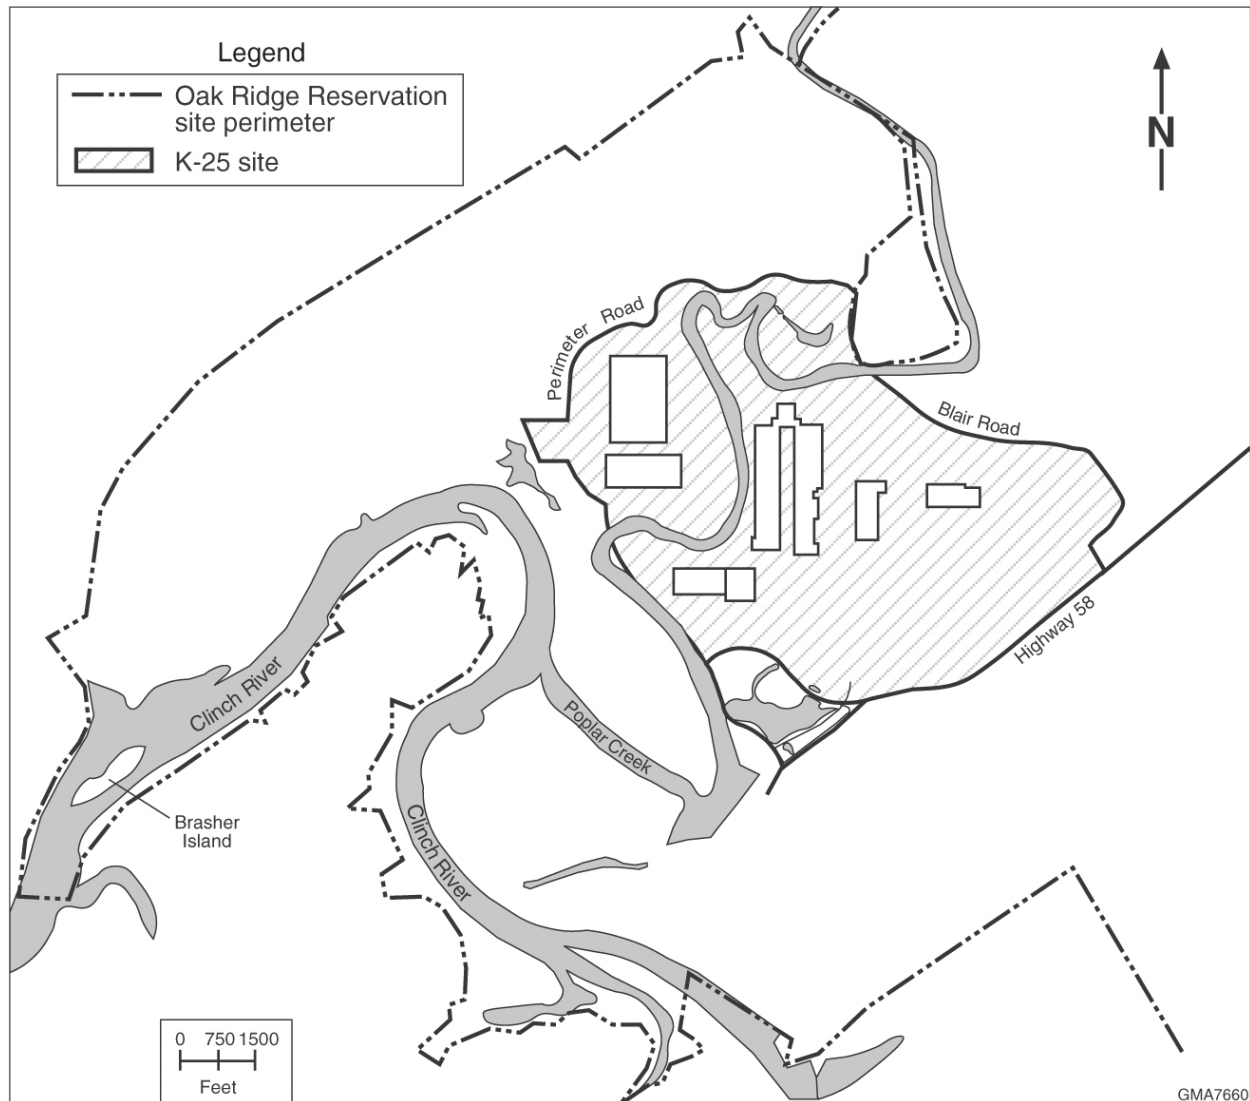 Legend
Oak Ridge Reservation
site perimeter
K-25 site
N
Perimeter Road
Blair Road
Highway 58
Clinch River
Poplar Creek
Brasher
Island
Clinch River
0 750 1500
Feet
GMA7660